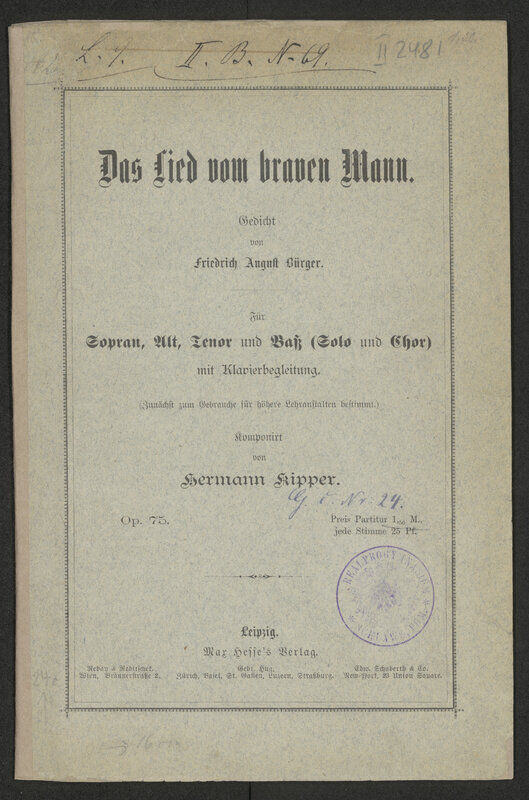 II. B. N. 69. II 2481
Das Lied vom braven Mann.
Gedicht
von
Friedrich August Bürger.
Für
Sopran, Alt, Tenor und Baß (Solo und Chor)
mit Klavierbegleitung.
(Zunächst zum Gebrauche für höhere Lehranstalten bestimmt.)
Komponirt
von
Hermann Kipper.
G. C. Nr. 24.
Op. 75.
Preis Partitur 1,50 M.,
jede Stimme 25 Pf.
REALPROGYMNASIUM
Leipzig.
Max Hesse's Verlag.
Rebay & Robitschek.
Wien, Bräunerstraße 2.
Gebr. Hug.
Zürich, Basel, St. Gallen, Luzern, Straßburg.
Edw. Schuberth & Co.
New-York, 23 Union Square.